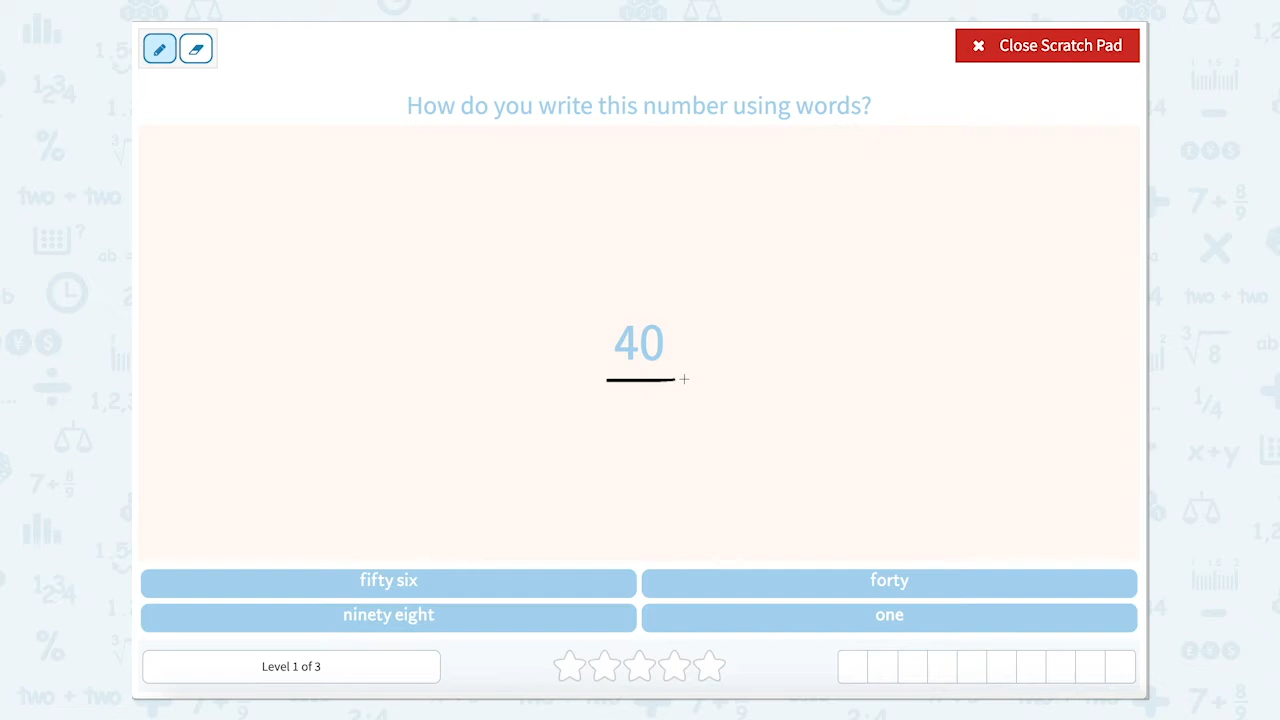 Close Scratch Pad
How do you write this number using words?
40
fifty six
forty
ninety eight
one
Level 1 of 3